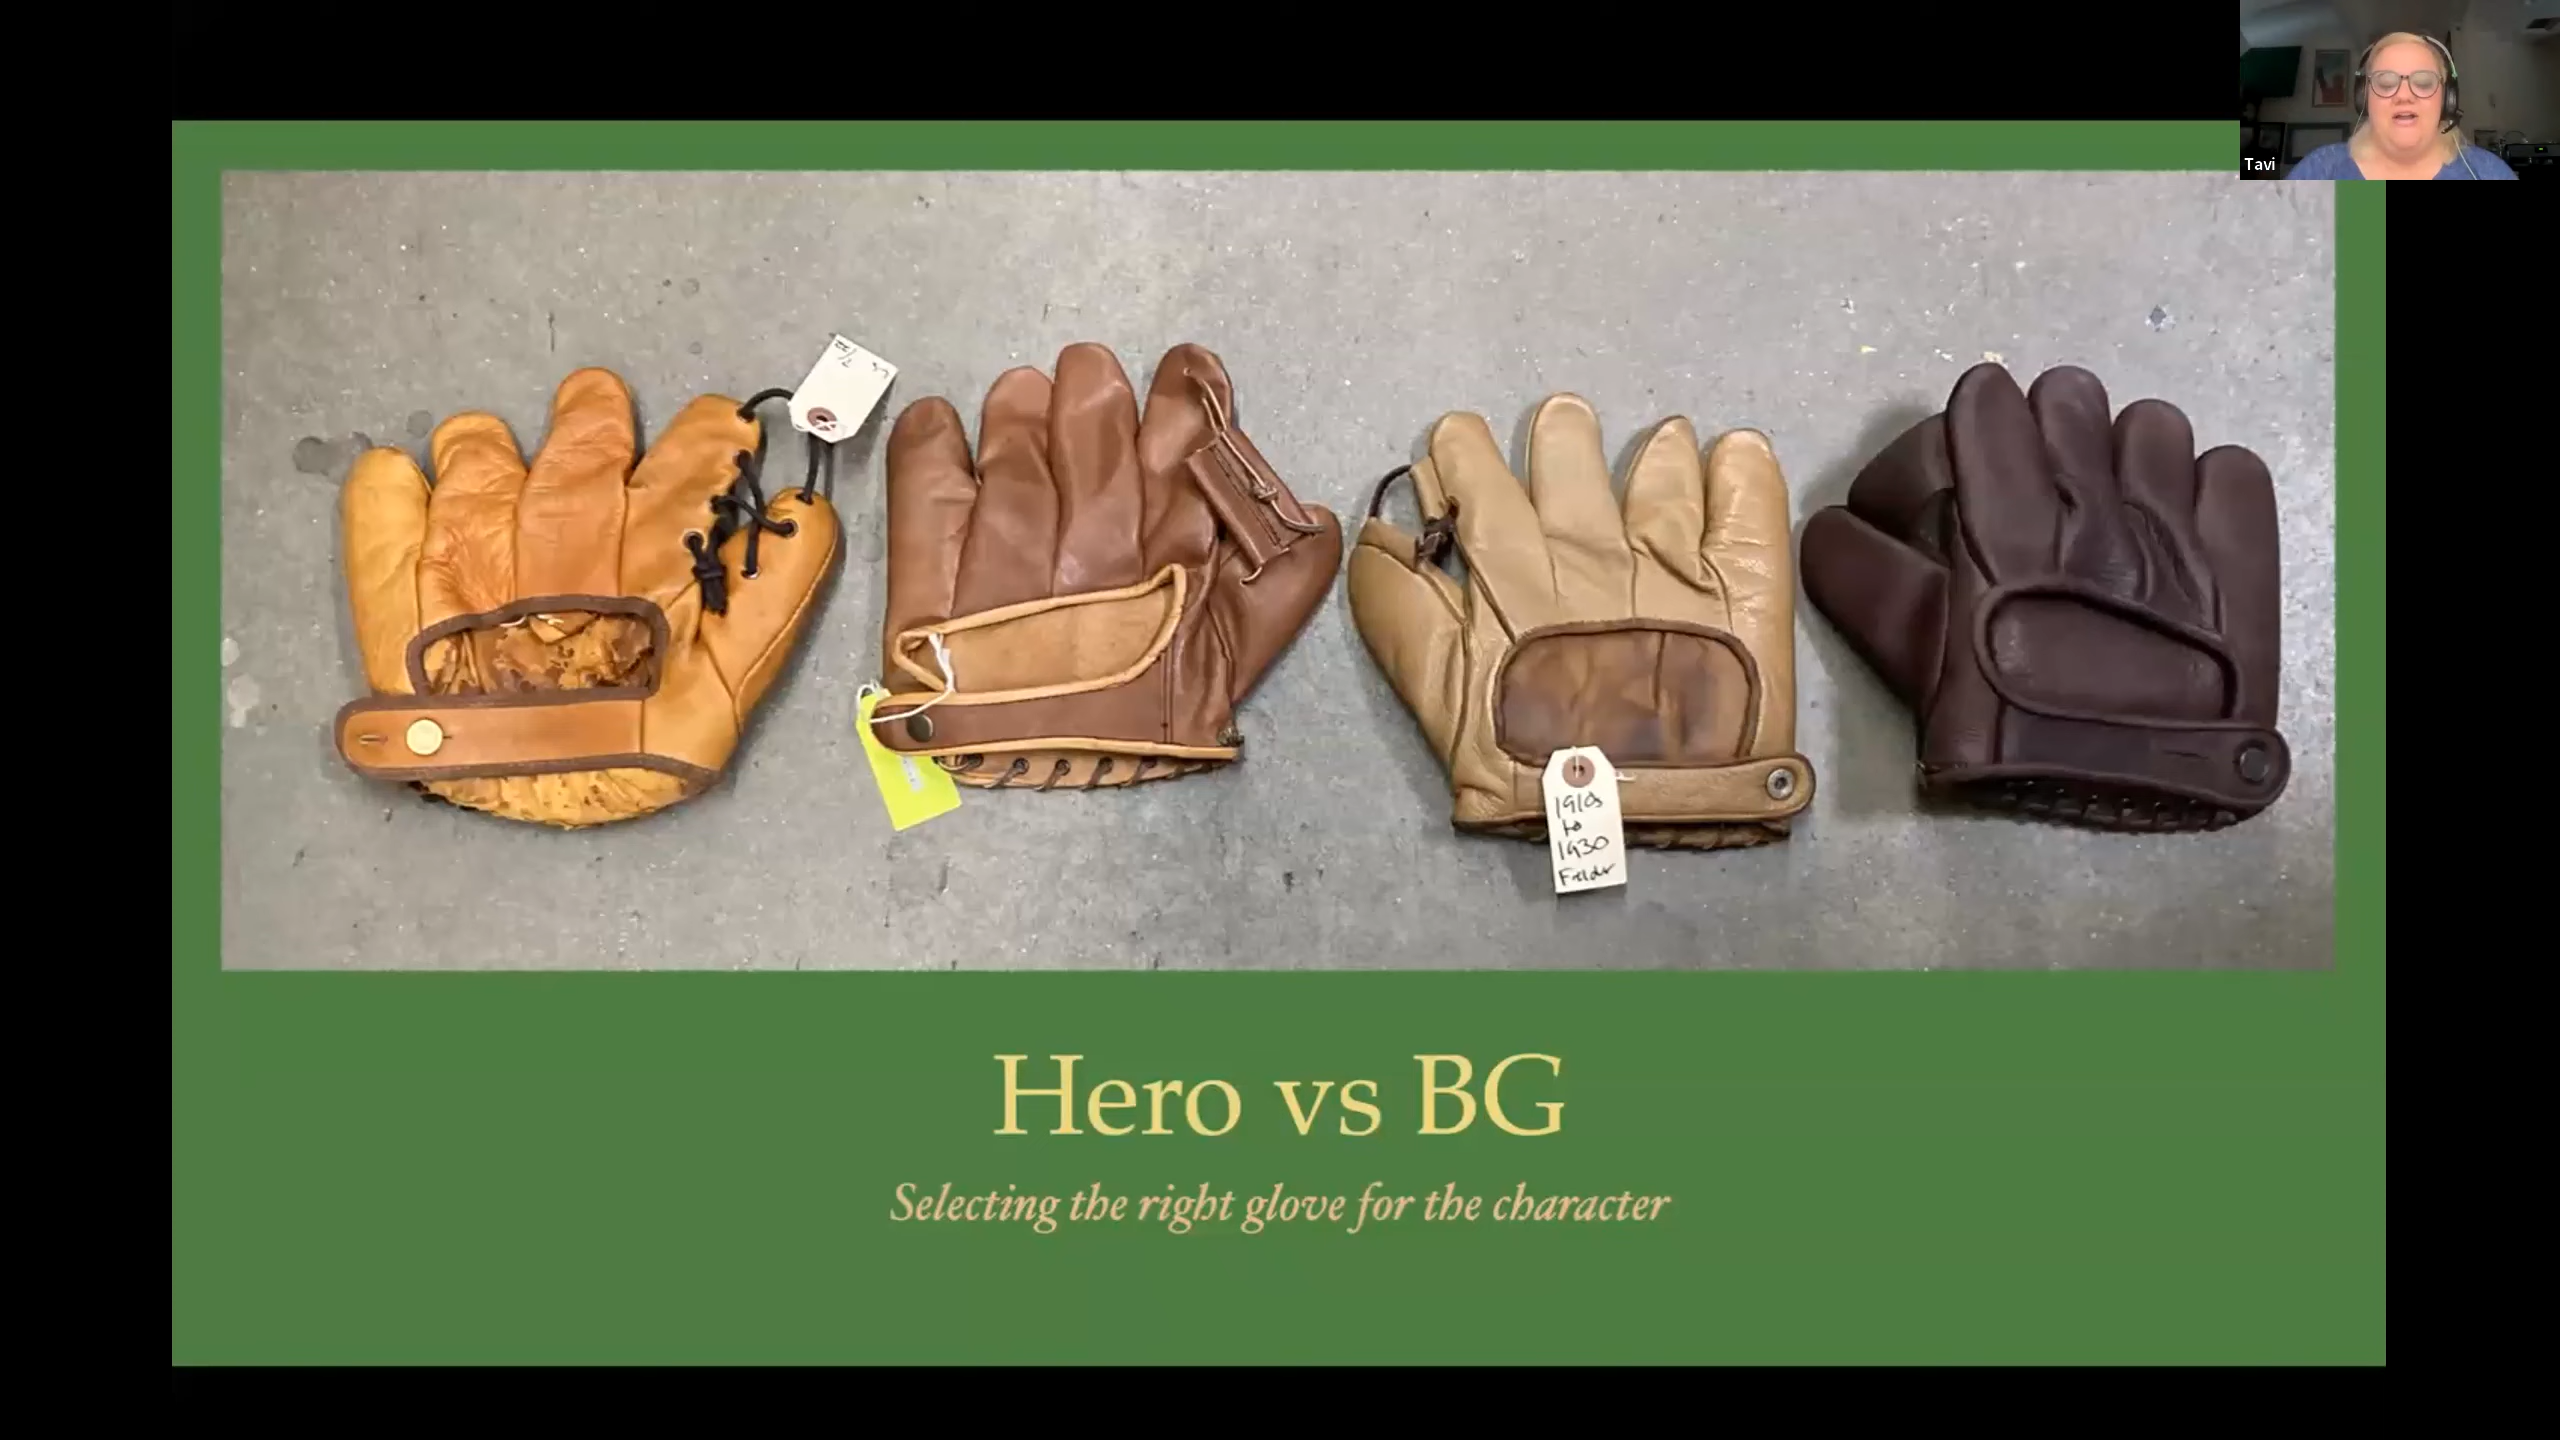 Tavi
1910s
to
1930
Fielder
Hero vs BG
Selecting the right glove for the character